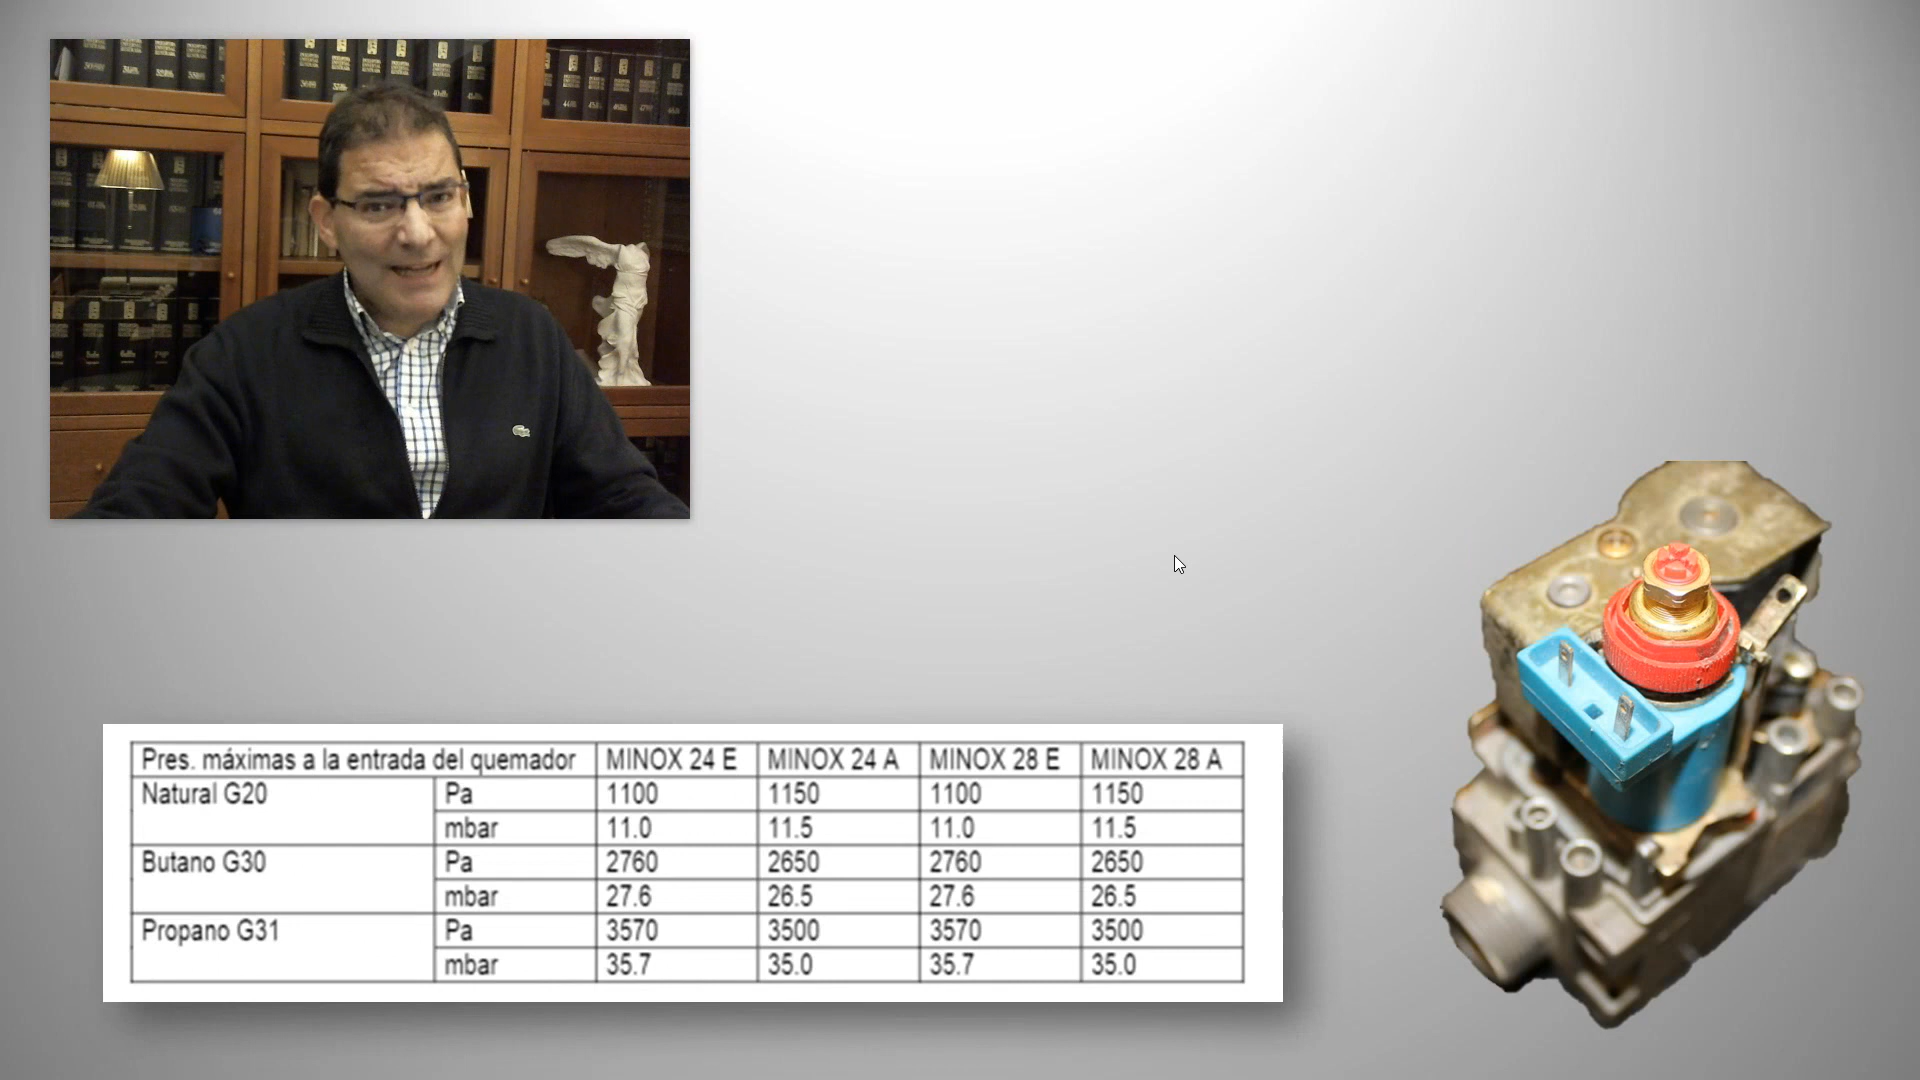 Pres. máximas a la entrada del quemador MINOX 24 E MINOX 24 A MINOX 28 E MINOX 28 A
Natural G20 Pa 1100 1150 1100 1150
mbar 11.0 11.5 11.0 11.5
Butano G30 Pa 2760 2650 2760 2650
mbar 27.6 26.5 27.6 26.5
Propano G31 Pa 3570 3500 3570 3500
mbar 35.7 35.0 35.7 35.0